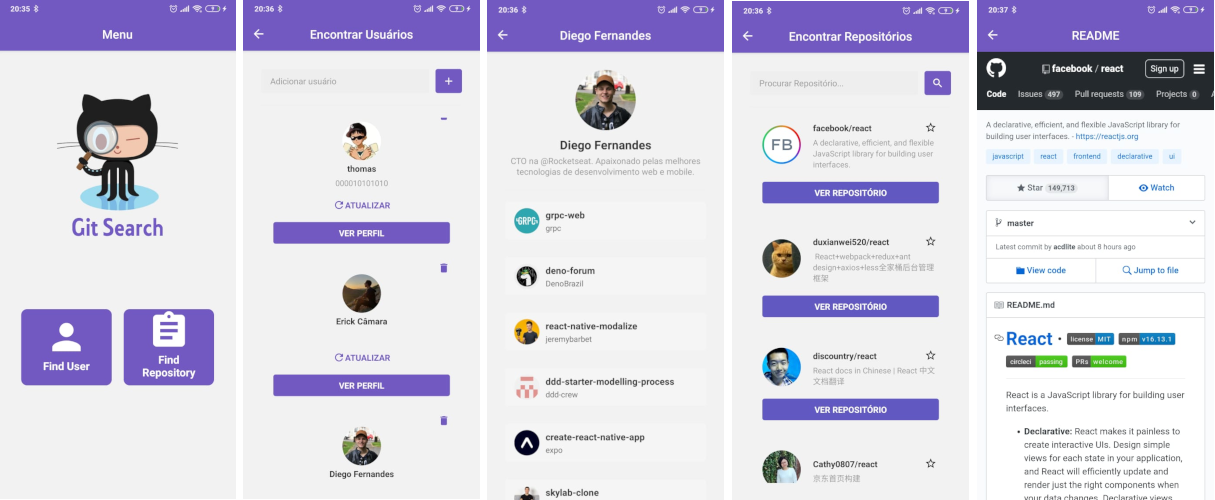 20:35
Menu
Git Search
Find User
Find
Repository
20:36
Encontrar Usuários
Adicionar usuário
+
thomas
000010101010
ATUALIZAR
VER PERFIL
Erick Câmara
ATUALIZAR
VER PERFIL
Diego Fernandes
20:36
Diego Fernandes
Diego Fernandes
CTO na @Rocketseat. Apaixonado pelas melhores
tecnologias de desenvolvimento web e mobile.
GRPC
grpc-web
grpc
deno-forum
DenoBrazil
react-native-modalize
jeremybarbet
ddd-starter-modelling-process
ddd-crew
create-react-native-app
expo
skylab-clone
20:36
Encontrar Repositórios
Procurar Repositório...
FB
facebook/react
A declarative, efficient, and flexible
JavaScript library for building user
interfaces.
VER REPOSITÓRIO
duxianwei520/react
React+webpack+redux+ant
design+axios+less全家桶后台管理
框架
VER REPOSITÓRIO
discountry/react
React docs in Chinese | React 中文
文档翻译
VER REPOSITÓRIO
Cathy0807/react
京东首页构建
20:37
README
facebook / react
Sign up
Code Issues 497 Pull requests 109 Projects 0
A declarative, efficient, and flexible JavaScript library for
building user interfaces. - https://reactjs.org
javascript react frontend declarative ui
Star 149,713
Watch
master
Latest commit by acdlite about 8 hours ago
View code
Jump to file
README.md
React · license MIT npm v16.13.1
circleci passing PRs welcome
React is a JavaScript library for building user
interfaces.
• Declarative: React makes it painless to
create interactive UIs. Design simple
views for each state in your application,
and React will efficiently update and
render just the right components when
your data changes. Declarative views